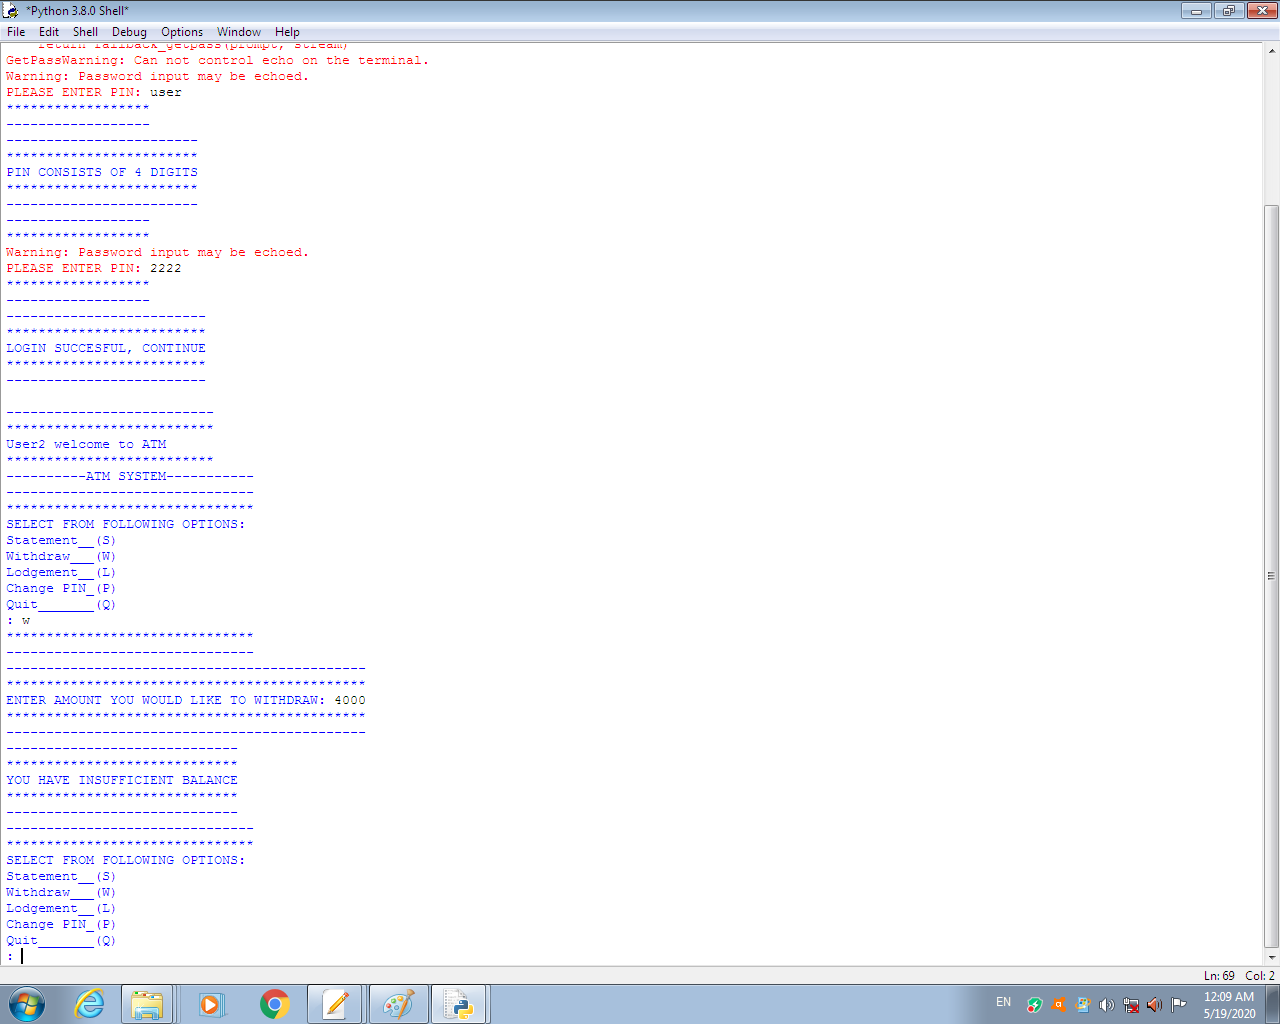 *Python 3.8.0 Shell*
File Edit Shell Debug Options Window Help
return fallback_getpass(prompt, stream)
GetPassWarning: Can not control echo on the terminal.
Warning: Password input may be echoed.
PLEASE ENTER PIN: user
******************
------------------
------------------------
************************
PIN CONSISTS OF 4 DIGITS
************************
------------------------
------------------
******************
Warning: Password input may be echoed.
PLEASE ENTER PIN: 2222
******************
------------------
-------------------------
*************************
LOGIN SUCCESFUL, CONTINUE
*************************
-------------------------
--------------------------
**************************
User2 welcome to ATM
**************************
----------ATM SYSTEM-----------
-------------------------------
*******************************
SELECT FROM FOLLOWING OPTIONS:
Statement__(S)
Withdraw___(W)
Lodgement__(L)
Change PIN_(P)
Quit_______(Q)
: w
*******************************
-------------------------------
---------------------------------------------
*********************************************
ENTER AMOUNT YOU WOULD LIKE TO WITHDRAW: 4000
*********************************************
---------------------------------------------
-----------------------------
*****************************
YOU HAVE INSUFFICIENT BALANCE
*****************************
-----------------------------
-------------------------------
*******************************
SELECT FROM FOLLOWING OPTIONS:
Statement__(S)
Withdraw___(W)
Lodgement__(L)
Change PIN_(P)
Quit_______(Q)
:
Ln: 69 Col: 2
EN
12:09 AM
5/19/2020